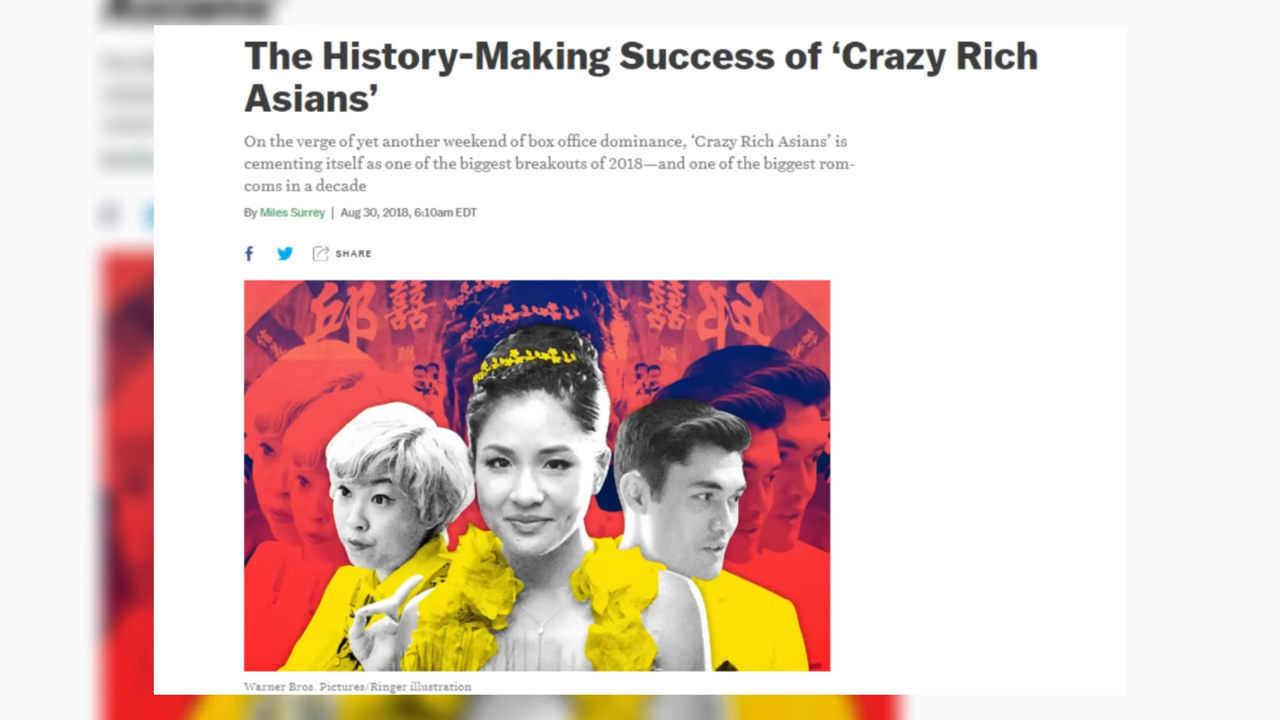 The History-Making Success of ‘Crazy Rich
Asians’
On the verge of yet another weekend of box office dominance, ‘Crazy Rich Asians’ is
cementing itself as one of the biggest breakouts of 2018—and one of the biggest rom-
coms in a decade
By Miles Surrey | Aug 30, 2018, 6:10am EDT
SHARE
邱 囍 囍
Warner Bros. Pictures/Ringer illustration